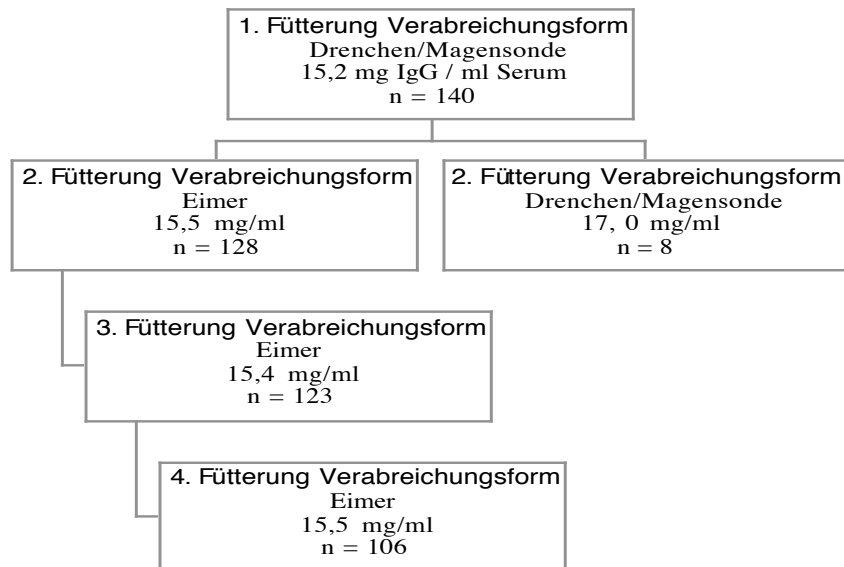 1. Fütterung Verabreichungsform
Drenchen/Magensonde
15,2 mg IgG / ml Serum
n = 140
2. Fütterung Verabreichungsform
Eimer
15,5 mg/ml
n = 128
2. Fütterung Verabreichungsform
Drenchen/Magensonde
17, 0 mg/ml
n = 8
3. Fütterung Verabreichungsform
Eimer
15,4 mg/ml
n = 123
4. Fütterung Verabreichungsform
Eimer
15,5 mg/ml
n = 106